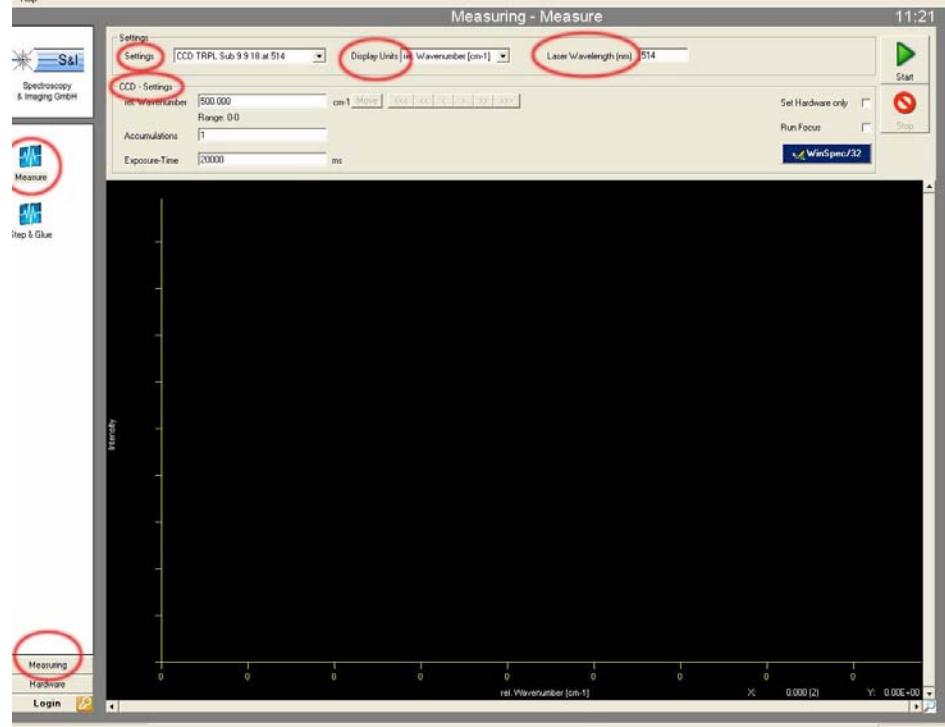 Help
Measuring - Measure
11:21
S&I
Spectroscopy
& Imaging GmbH
Measure
Step & Glue
Measuring
Hardware
Login
Settings
Settings
CCD TRPL Sub 9 9 18 at 514
Display Units
rel. Wavenumber [cm-1]
Laser Wavelength [nm]
514
Start
Stop
CCD - Settings
rel. Wavenumber
500.000
cm-1
Move
<<<
<<
<
>
>>
>>>
Range: 0-0
Accumulations
1
Exposure-Time
20000
ms
Set Hardware only
Run Focus
WinSpec/32
Intensity
0 0 0 0 0 0 0 0 0
rel. Wavenumber [cm-1]
X: 0.000 [2] Y: 0.00E+00